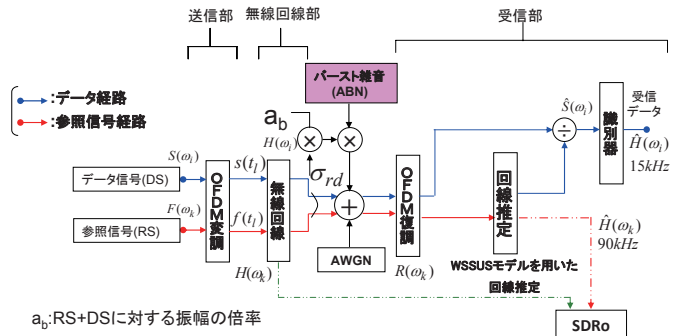 送信部
無線回線部
受信部
:データ経路
:参照信号経路
バースト雑音
(ABN)
a_b
H(ω_i)
×
×
σ_rd
S(ω_i)
データ信号(DS)
F(ω_k)
参照信号(RS)
OFDM変調
s(t_l)
f(t_l)
無線回線
H(ω_k)
+
AWGN
OFDM復調
R(ω_k)
回線推定
WSSUSモデルを用いた
回線推定
÷
Ŝ(ω_i)
識別器
受信
データ
Ĥ(ω_i)
15kHz
Ĥ(ω_k)
90kHz
SDRo
a_b:RS+DSに対する振幅の倍率